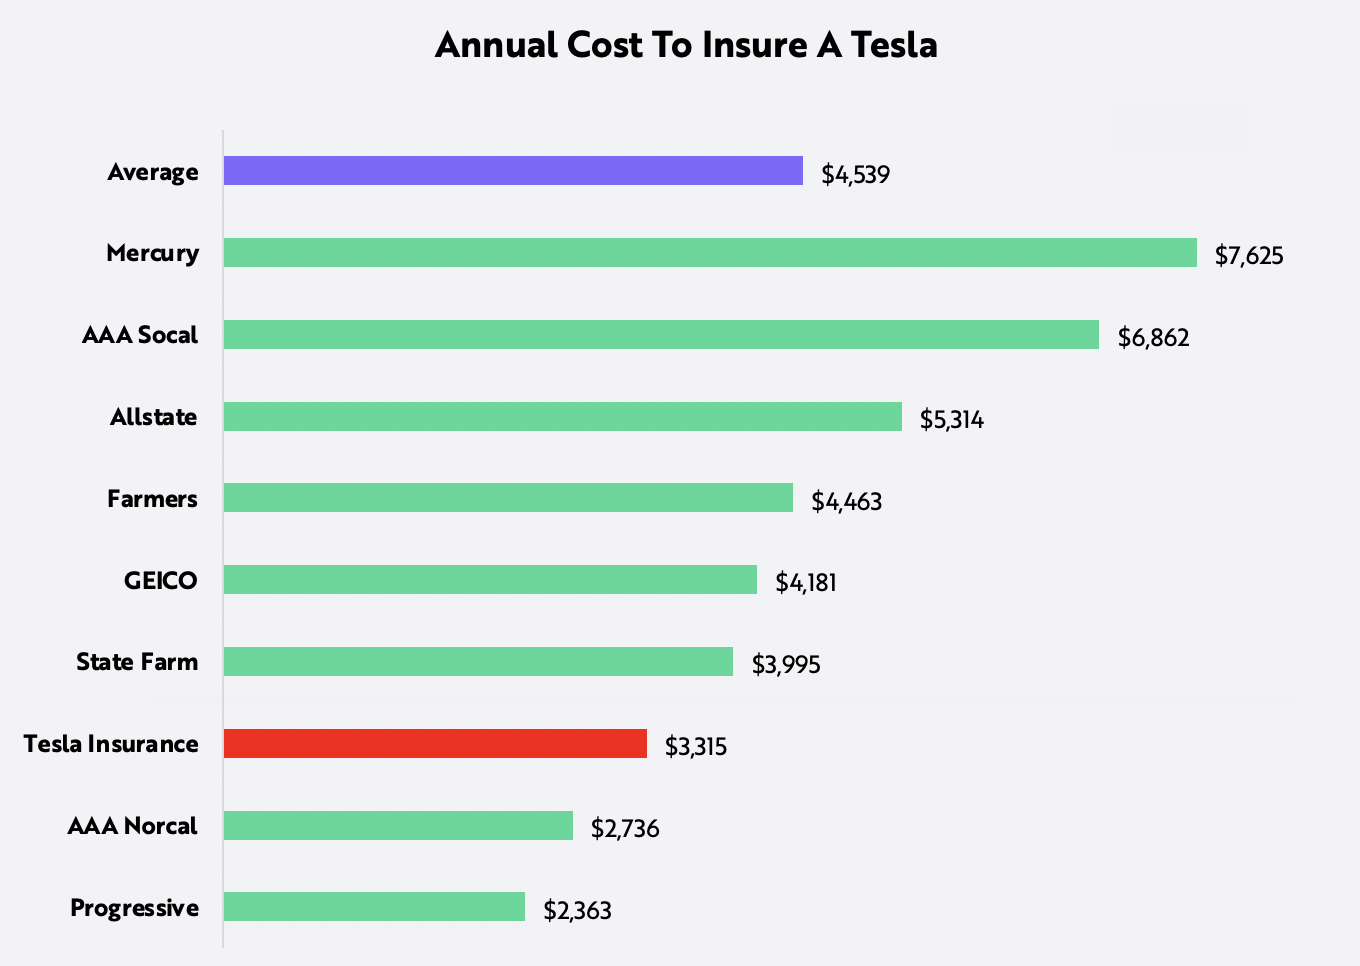 Annual Cost To Insure A Tesla
Average $4,539
Mercury $7,625
AAA Socal $6,862
Allstate $5,314
Farmers $4,463
GEICO $4,181
State Farm $3,995
Tesla Insurance $3,315
AAA Norcal $2,736
Progressive $2,363